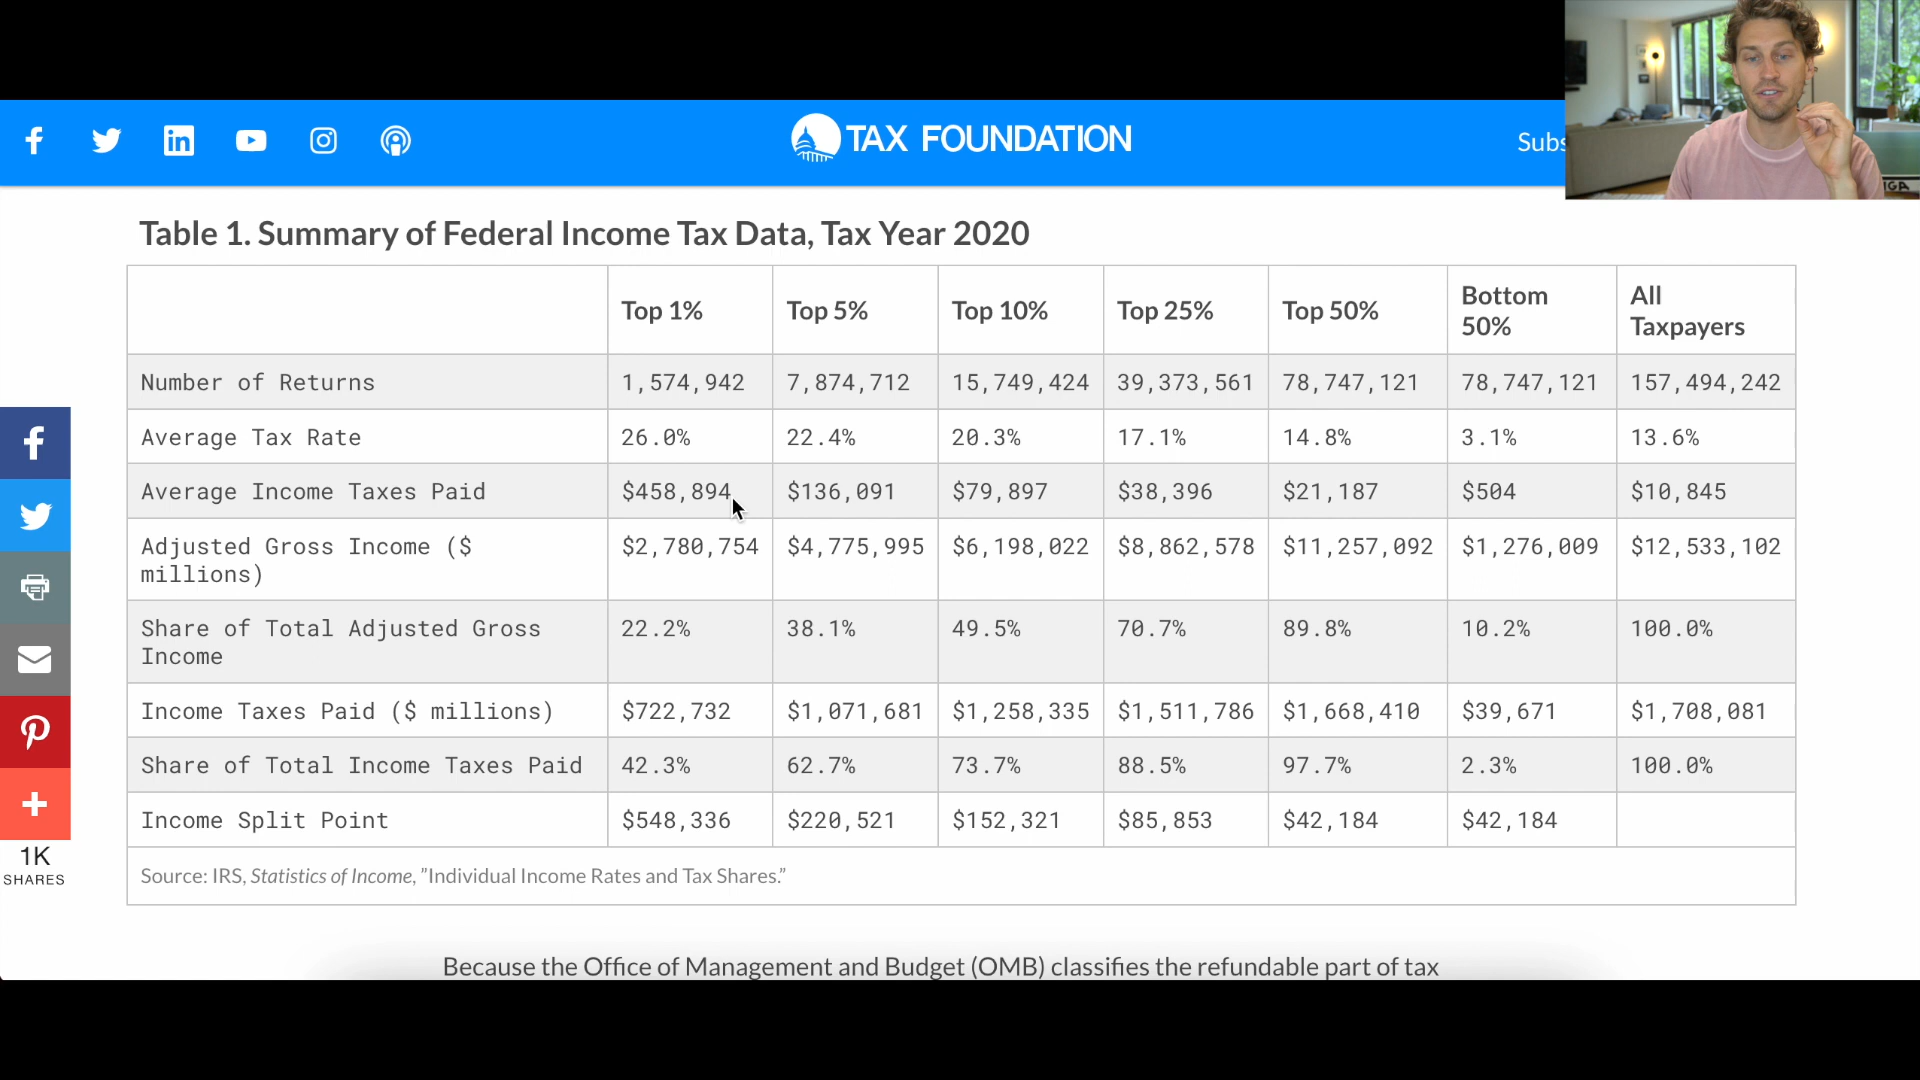 TAX FOUNDATION
Subs
Table 1. Summary of Federal Income Tax Data, Tax Year 2020
Top 1% Top 5% Top 10% Top 25% Top 50% Bottom 50% All Taxpayers
Number of Returns 1,574,942 7,874,712 15,749,424 39,373,561 78,747,121 78,747,121 157,494,242
Average Tax Rate 26.0% 22.4% 20.3% 17.1% 14.8% 3.1% 13.6%
Average Income Taxes Paid $458,894 $136,091 $79,897 $38,396 $21,187 $504 $10,845
Adjusted Gross Income ($ millions) $2,780,754 $4,775,995 $6,198,022 $8,862,578 $11,257,092 $1,276,009 $12,533,102
Share of Total Adjusted Gross Income 22.2% 38.1% 49.5% 70.7% 89.8% 10.2% 100.0%
Income Taxes Paid ($ millions) $722,732 $1,071,681 $1,258,335 $1,511,786 $1,668,410 $39,671 $1,708,081
Share of Total Income Taxes Paid 42.3% 62.7% 73.7% 88.5% 97.7% 2.3% 100.0%
Income Split Point $548,336 $220,521 $152,321 $85,853 $42,184 $42,184
Source: IRS, Statistics of Income, ”Individual Income Rates and Tax Shares.”
1K
SHARES
Because the Office of Management and Budget (OMB) classifies the refundable part of tax